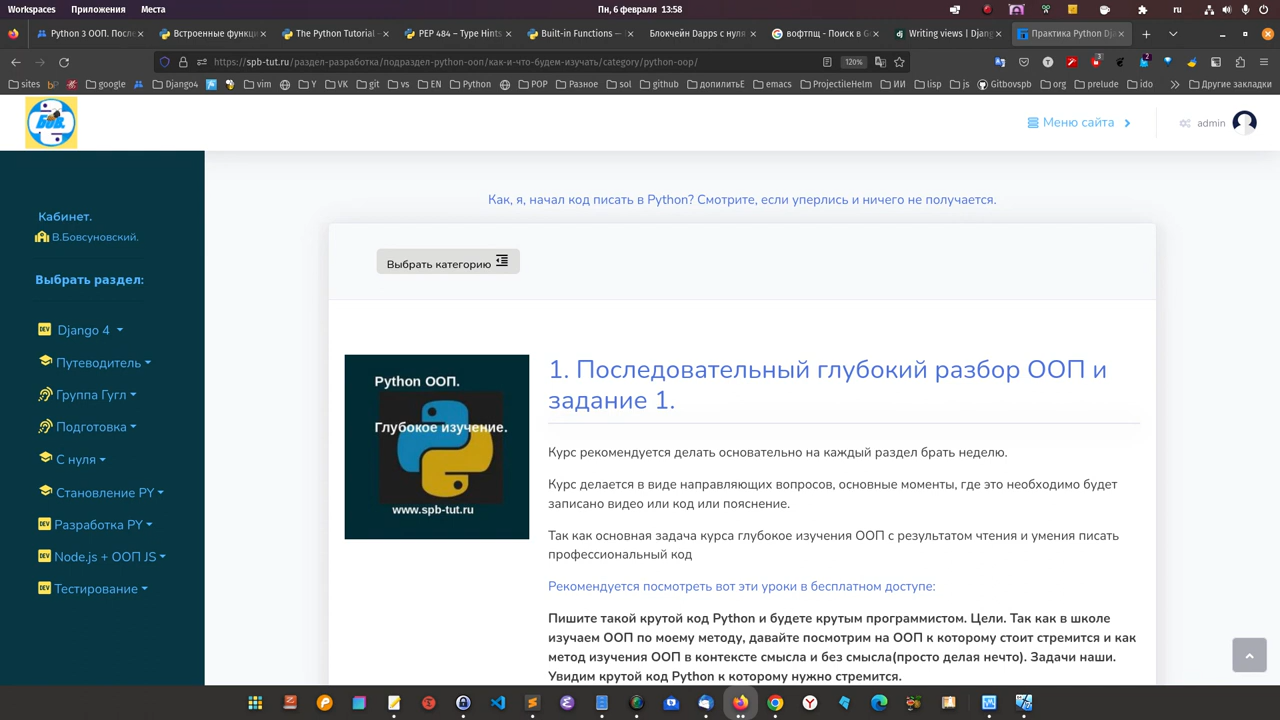 Workspaces Приложения Места Пн, 6 февраля 13:58 ru
Python 3 ООП. После Встроенные функци The Python Tutorial — PEP 484 – Type Hints Built-in Functions — Блокчейн Dapps с нуля вофтщп - Поиск в Go Writing views | Djang Практика Python Dj
https://spb-tut.ru/раздел-разработка/подраздел-python-ооп/как-и-что-будем-изучать/category/python-oop/ 120%
sites bp google Django4 vim Y VK git vs EN Python POP Разное sol github допилитьЕ emacs ProjectileHelm ИИ lisp js Gitbovspb org prelude ido Другие закладки
БОВ.
Меню сайта
admin
Кабинет.
В.Бовсуновский.
Выбрать раздел:
DEV Django 4
Путеводитель
Группа Гугл
Подготовка
С нуля
Становление PY
DEV Разработка PY
DEV Node.js + ООП JS
DEV Тестирование
Как, я, начал код писать в Python? Смотрите, если уперлись и ничего не получается.
Выбрать категорию
Python ООП.
Глубокое изучение.
www.spb-tut.ru
1. Последовательный глубокий разбор ООП и
задание 1.
Курс рекомендуется делать основательно на каждый раздел брать неделю.
Курс делается в виде направляющих вопросов, основные моменты, где это необходимо будет
записано видео или код или пояснение.
Так как основная задача курса глубокое изучения ООП с результатом чтения и умения писать
профессиональный код
Рекомендуется посмотреть вот эти уроки в бесплатном доступе:
Пишите такой крутой код Python и будете крутым программистом. Цели. Так как в школе
изучаем ООП по моему методу, давайте посмотрим на ООП к которому стоит стремится и как
метод изучения ООП в контексте смысла и без смысла(просто делая нечто). Задачи наши.
Увидим крутой код Python к которому нужно стремится.